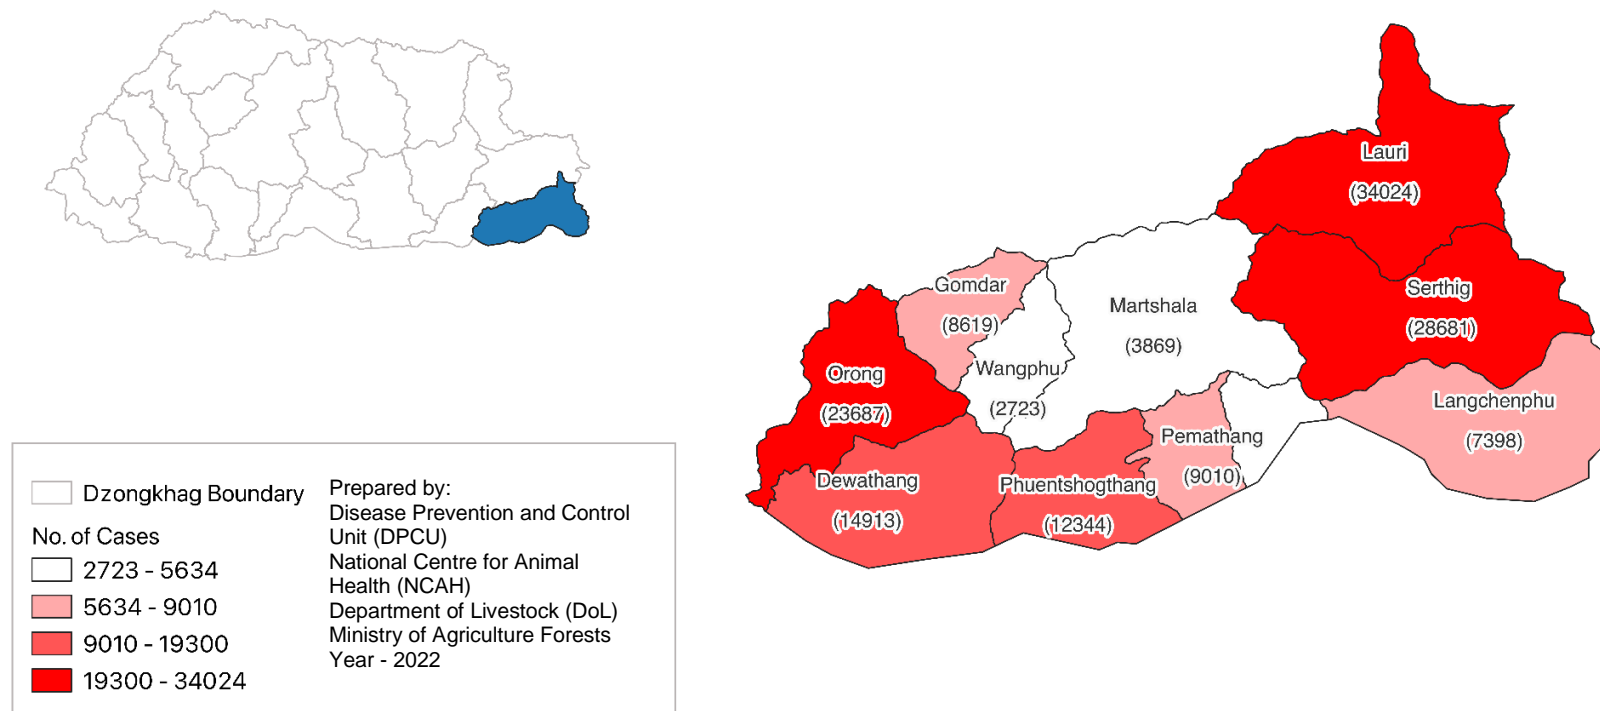 Lauri
(34024)
Serthig
(28681)
Gomdar
(8619)
Martshala
(3869)
Wangphu
(2723)
Orong
(23687)
Langchenphu
(7398)
Pemathang
(9010)
Dewathang
(14913)
Phuentshogthang
(12344)
Dzongkhag Boundary
No. of Cases
2723 - 5634
5634 - 9010
9010 - 19300
19300 - 34024
Prepared by:
Disease Prevention and Control
Unit (DPCU)
National Centre for Animal
Health (NCAH)
Department of Livestock (DoL)
Ministry of Agriculture Forests
Year - 2022